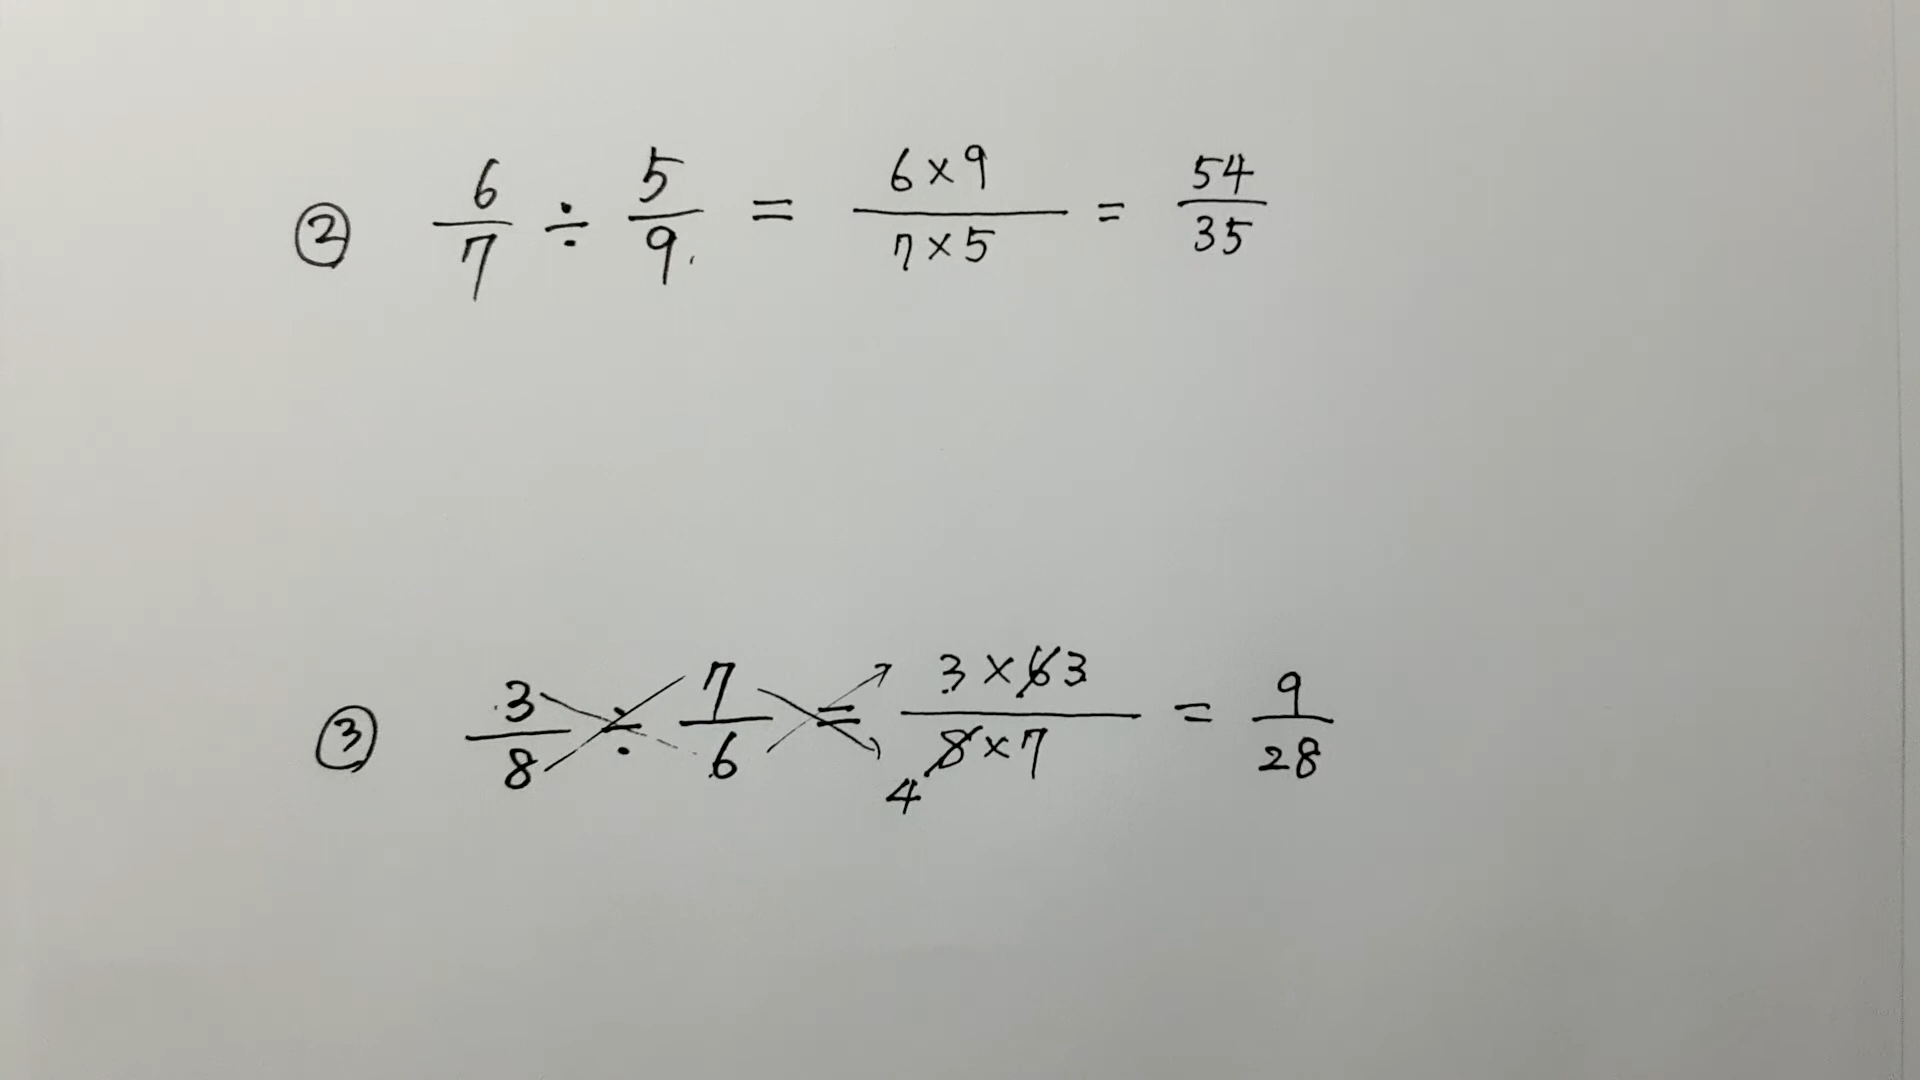 ② 6/7 ÷ 5/9 = 6×9/7×5 = 54/35
③ 3/8 ÷ 7/6 = 3×6 3/4 8×7 = 9/28